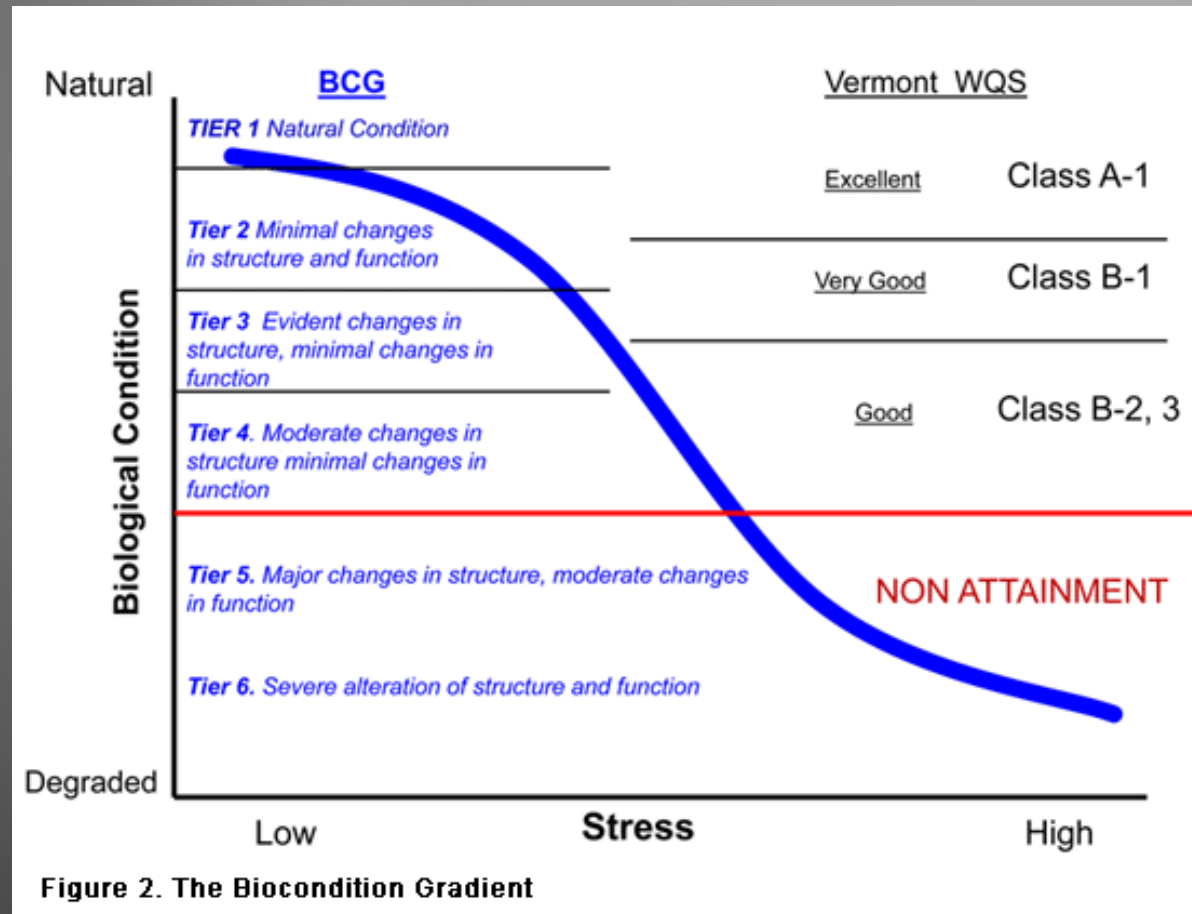 Natural
BCG
Vermont WQS
TIER 1 Natural Condition
Excellent Class A-1
Tier 2 Minimal changes
in structure and function
Very Good Class B-1
Tier 3 Evident changes in
structure, minimal changes in
function
Good Class B-2, 3
Tier 4. Moderate changes in
structure minimal changes in
function
Biological Condition
Tier 5. Major changes in structure, moderate changes
in function
NON ATTAINMENT
Tier 6. Severe alteration of structure and function
Degraded
Low
Stress
High
Figure 2. The Biocondition Gradient